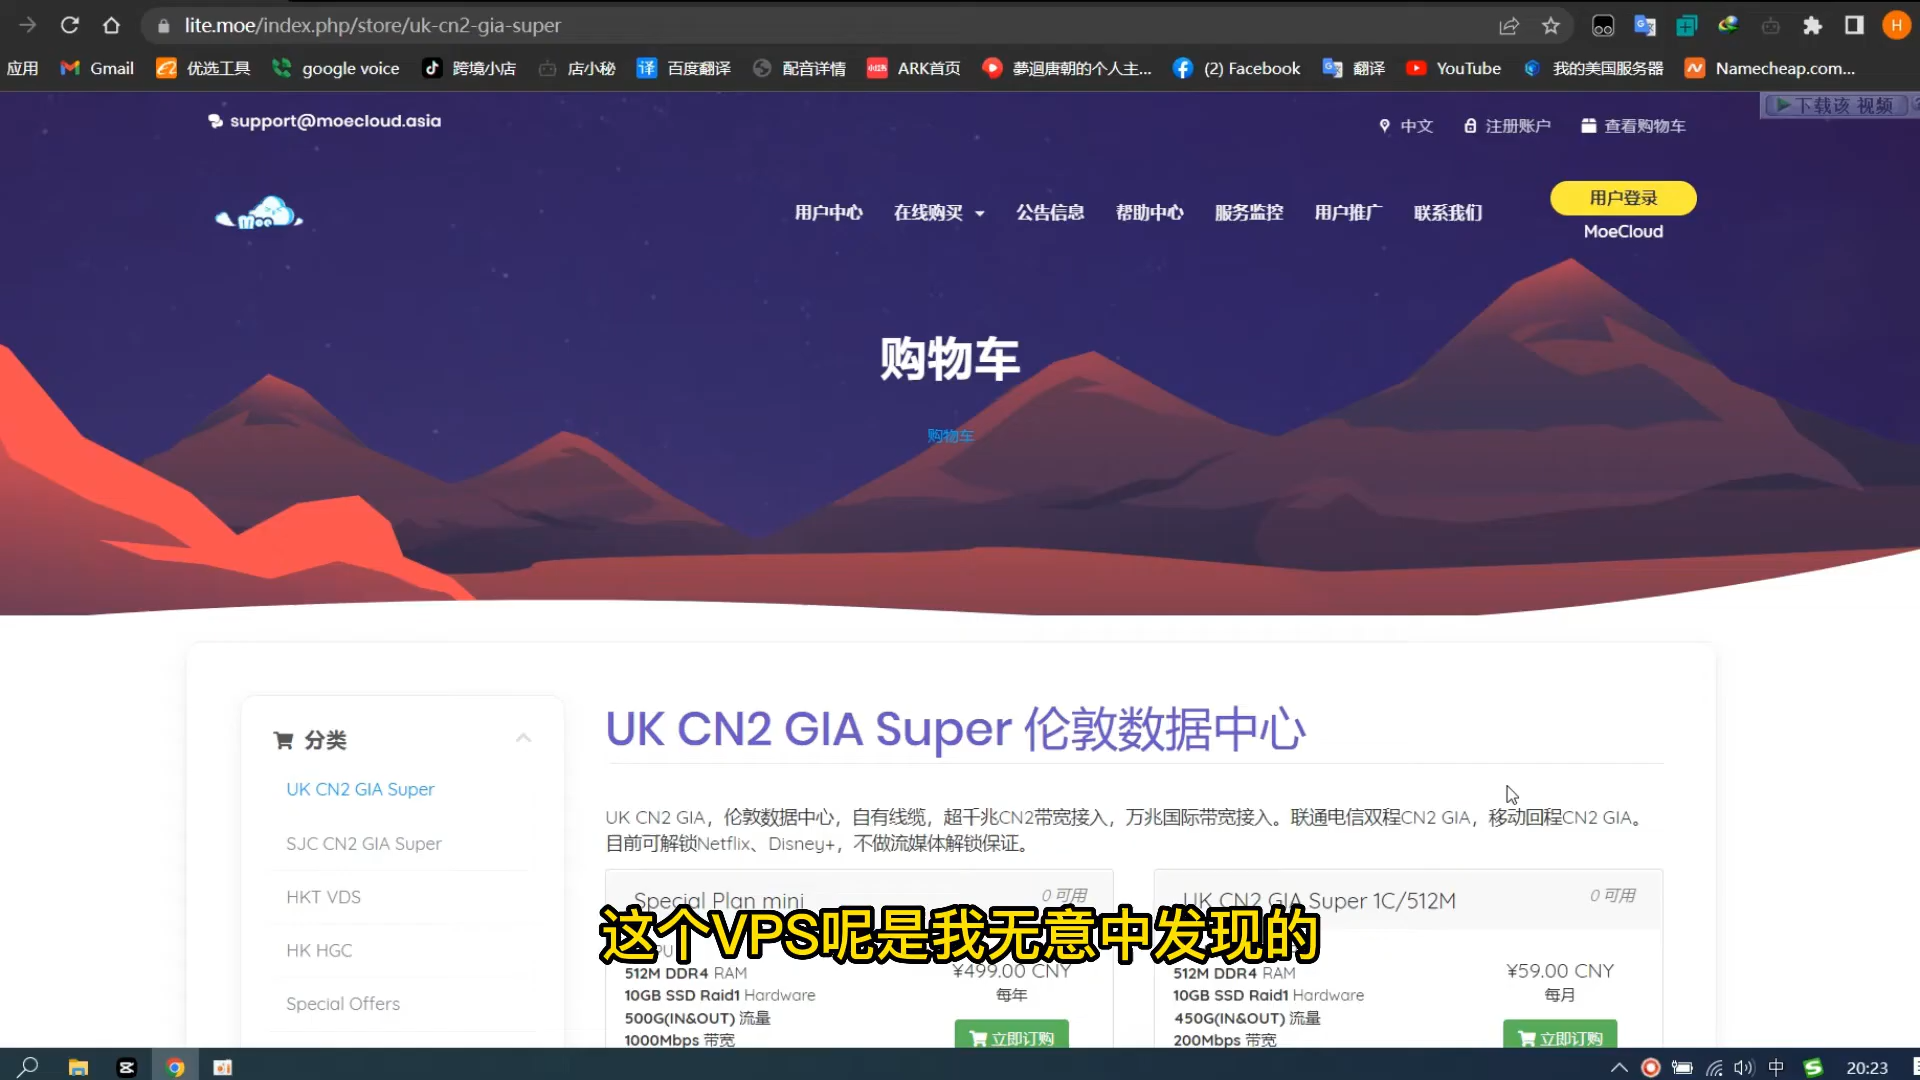 lite.moe/index.php/store/uk-cn2-gia-super
H
应用
Gmail
优选工具
google voice
跨境小店
店小秘
译
百度翻译
配音详情
ARK首页
夢迴唐朝的个人主...
(2) Facebook
翻译
YouTube
我的美国服务器
Namecheap.com...
下载该 视频
support@moecloud.asia
中文
注册账户
查看购物车
moe
用户中心
在线购买
公告信息
帮助中心
服务监控
用户推广
联系我们
用户登录
MoeCloud
购物车
购物车
分类
UK CN2 GIA Super
SJC CN2 GIA Super
HKT VDS
HK HGC
Special Offers
UK CN2 GIA Super 伦敦数据中心
UK CN2 GIA，伦敦数据中心，自有线缆，超千兆CN2带宽接入，万兆国际带宽接入。联通电信双程CN2 GIA，移动回程CN2 GIA。
目前可解锁Netflix、Disney+，不做流媒体解锁保证。
Special Plan mini
0 可用
512M DDR4 RAM
10GB SSD Raid1 Hardware
500G(IN&OUT) 流量
1000Mbps 带宽
¥499.00 CNY
每年
立即订购
UK CN2 GIA Super 1C/512M
0 可用
512M DDR4 RAM
10GB SSD Raid1 Hardware
450G(IN&OUT) 流量
200Mbps 带宽
¥59.00 CNY
每月
立即订购
这个VPS呢是我无意中发现的
中
20:23